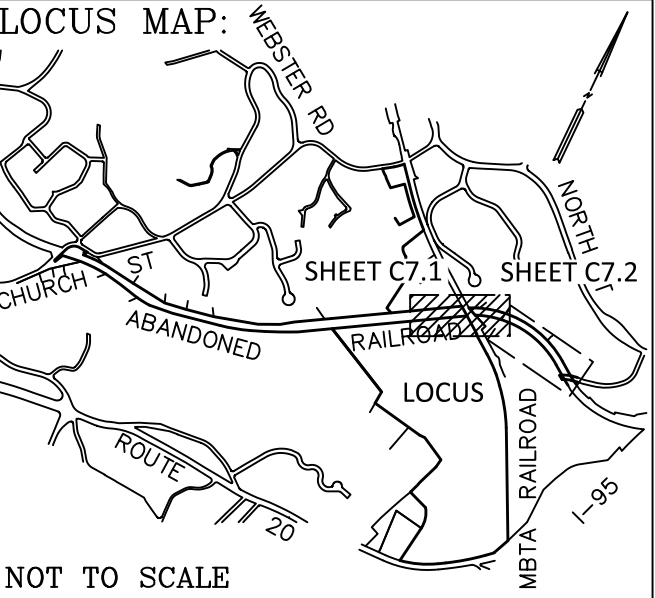 LOCUS MAP:
WEBSTER RD
N
NORTH
SHEET C7.1
SHEET C7.2
ST
CHURCH
ABANDONED
RAILROAD
LOCUS
ROUTE
20
MBTA RAILROAD
I-95
NOT TO SCALE